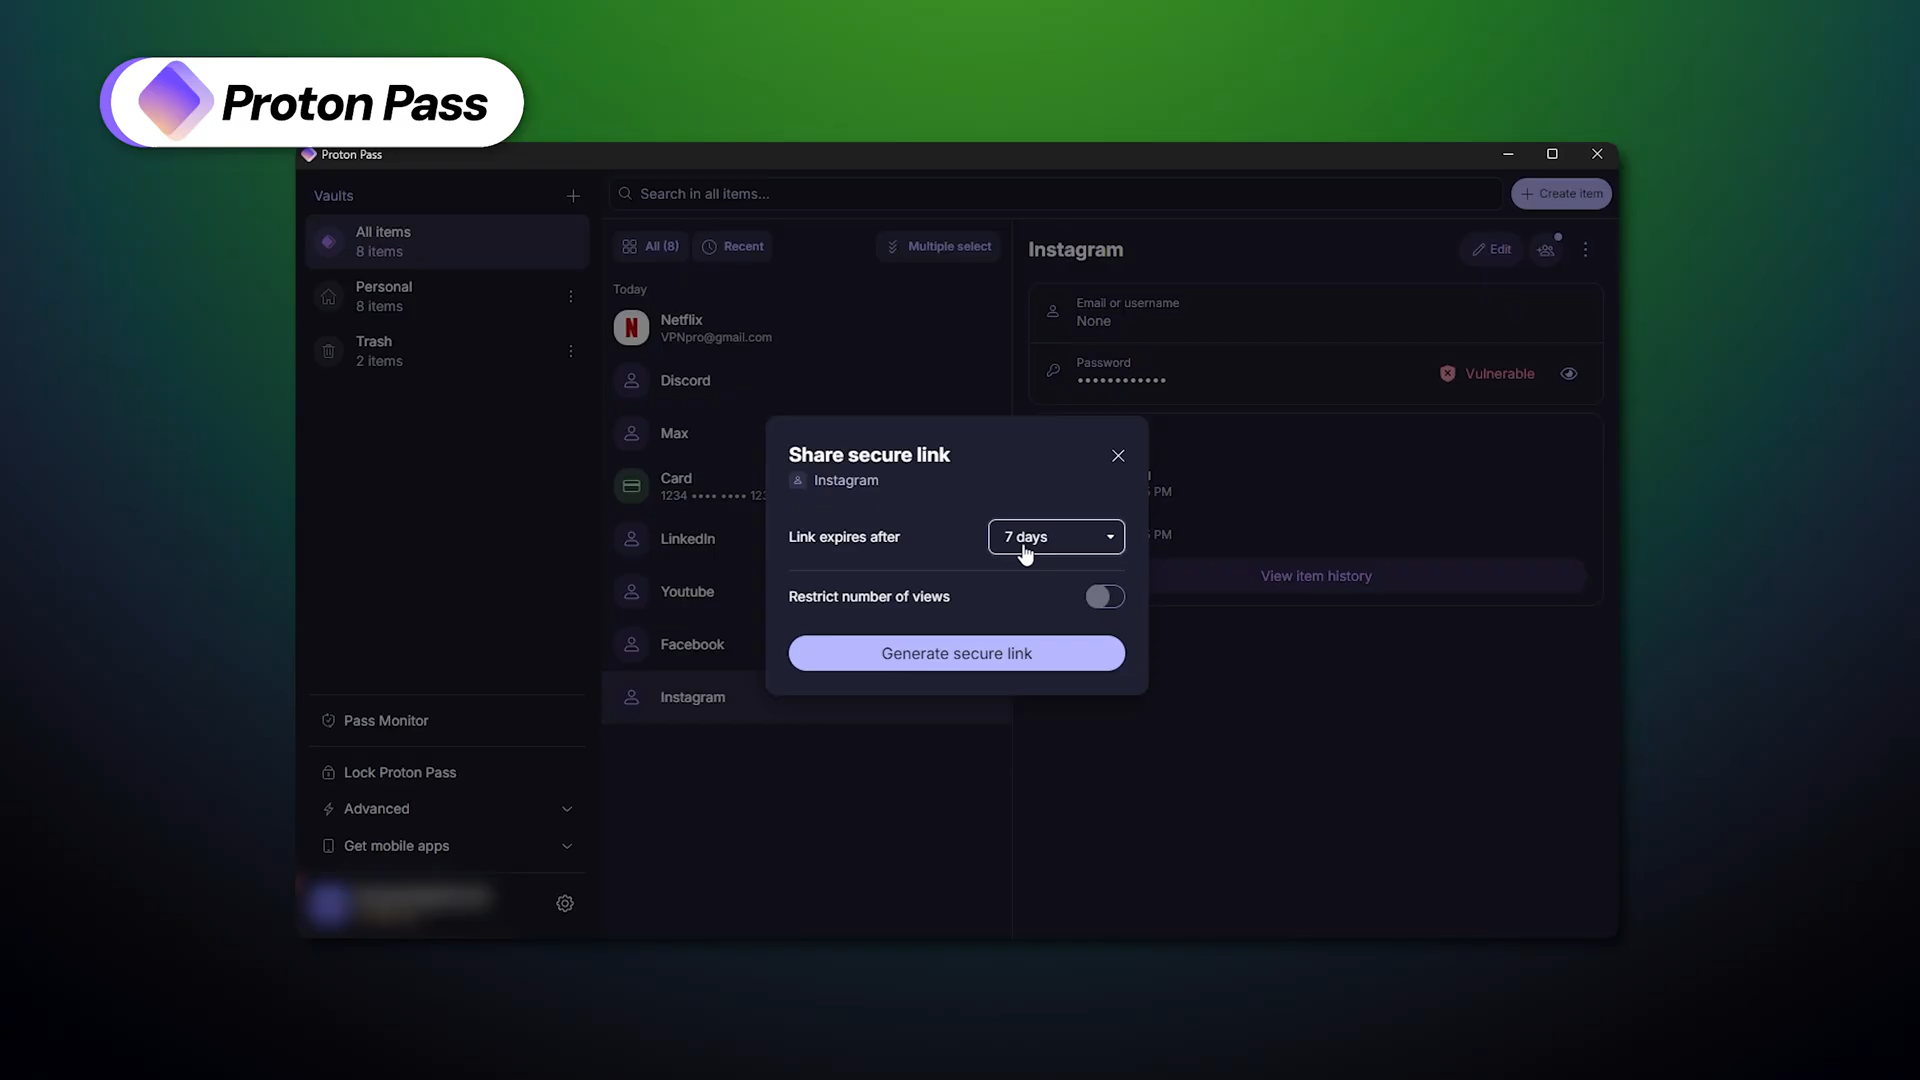 Proton Pass
Proton Pass
Vaults
All items
8 items
Personal
8 items
Trash
2 items
Pass Monitor
Lock Proton Pass
Advanced
Get mobile apps
Search in all items...
Create item
All (8)
Recent
Multiple select
Today
Netflix
VPNpro@gmail.com
Discord
Max
Card
1234 •••• •••• 123
LinkedIn
Youtube
Facebook
Instagram
Instagram
Edit
Email or username
None
Password
••••••••••••
Vulnerable
PM
PM
View item history
Share secure link
Instagram
Link expires after
7 days
Restrict number of views
Generate secure link